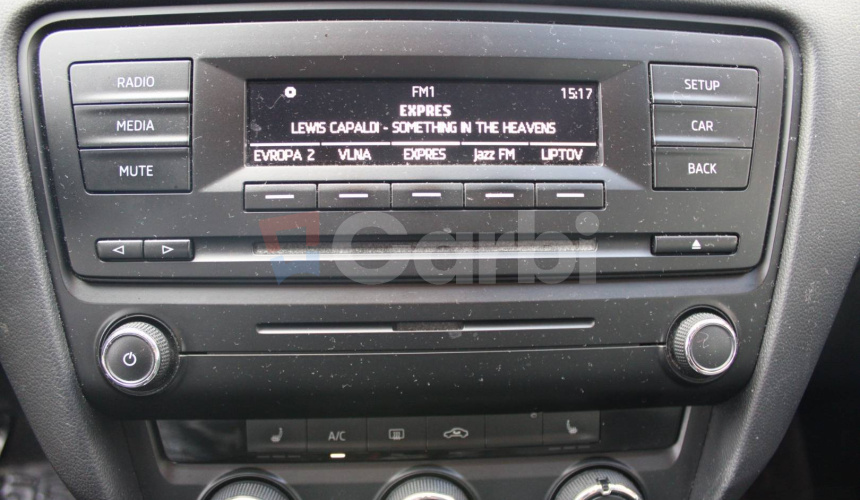 RADIO
MEDIA
MUTE
FM1 15:17
EXPRES
LEWIS CAPALDI - SOMETHING IN THE HEAVENS
EVROPA 2 VLNA EXPRES Jazz FM LIPTOV
SETUP
CAR
BACK
Carbi
A/C